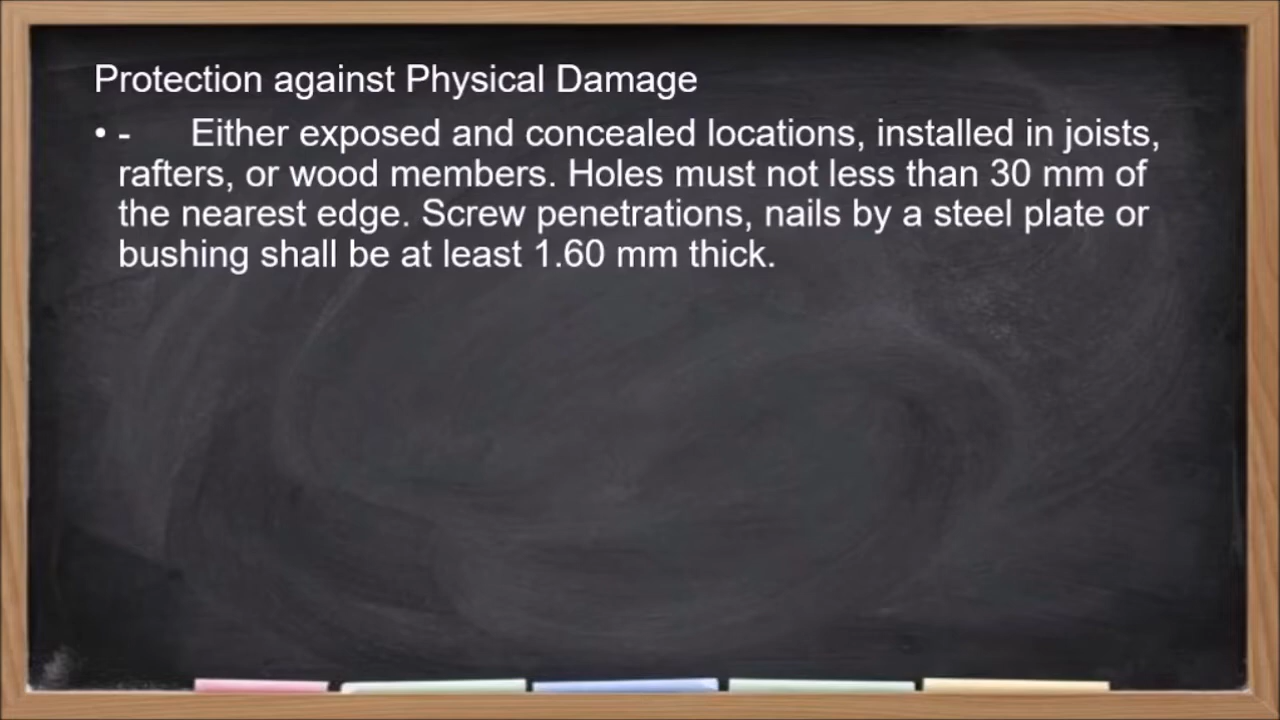 Protection against Physical Damage
• - Either exposed and concealed locations, installed in joists,
rafters, or wood members. Holes must not less than 30 mm of
the nearest edge. Screw penetrations, nails by a steel plate or
bushing shall be at least 1.60 mm thick.